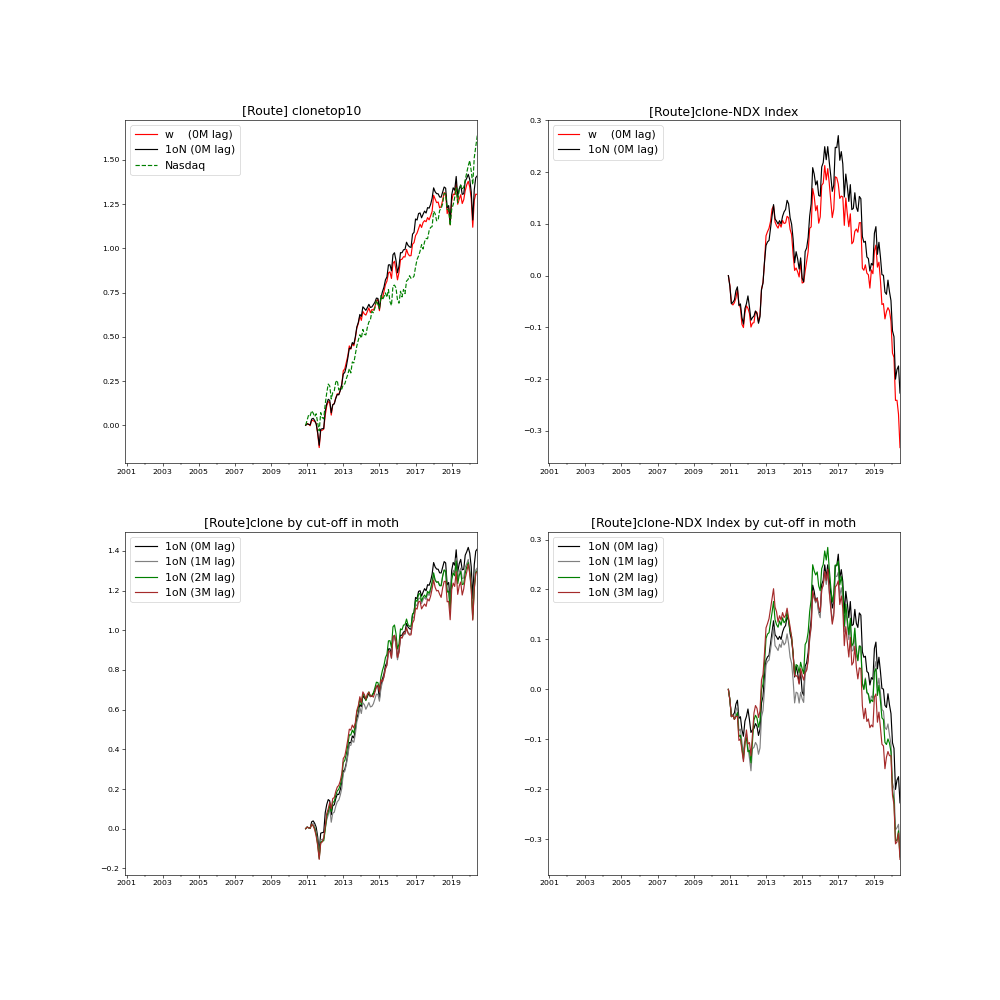 [Route] clonetop10
w (0M lag)
1oN (0M lag)
Nasdaq
1.50
1.25
1.00
0.75
0.50
0.25
0.00
2001 2003 2005 2007 2009 2011 2013 2015 2017 2019
[Route]clone-NDX Index
w (0M lag)
1oN (0M lag)
0.3
0.2
0.1
0.0
−0.1
−0.2
−0.3
2001 2003 2005 2007 2009 2011 2013 2015 2017 2019
[Route]clone by cut-off in moth
1oN (0M lag)
1oN (1M lag)
1oN (2M lag)
1oN (3M lag)
1.4
1.2
1.0
0.8
0.6
0.4
0.2
0.0
−0.2
2001 2003 2005 2007 2009 2011 2013 2015 2017 2019
[Route]clone-NDX Index by cut-off in moth
1oN (0M lag)
1oN (1M lag)
1oN (2M lag)
1oN (3M lag)
0.3
0.2
0.1
0.0
−0.1
−0.2
−0.3
2001 2003 2005 2007 2009 2011 2013 2015 2017 2019